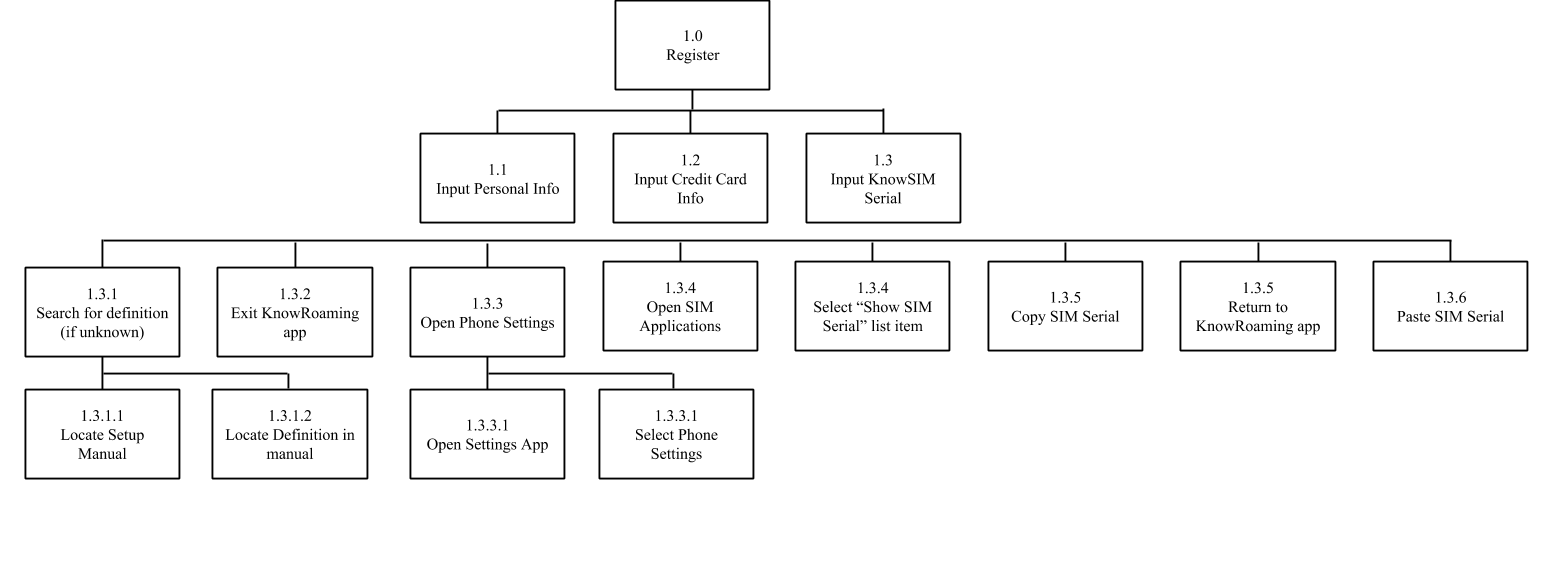 1.0
Register
1.1
Input Personal Info
1.2
Input Credit Card
Info
1.3
Input KnowSIM
Serial
1.3.1
Search for definition
(if unknown)
1.3.2
Exit KnowRoaming
app
1.3.3
Open Phone Settings
1.3.4
Open SIM
Applications
1.3.4
Select “Show SIM
Serial” list item
1.3.5
Copy SIM Serial
1.3.5
Return to
KnowRoaming app
1.3.6
Paste SIM Serial
1.3.1.1
Locate Setup
Manual
1.3.1.2
Locate Definition in
manual
1.3.3.1
Open Settings App
1.3.3.1
Select Phone
Settings